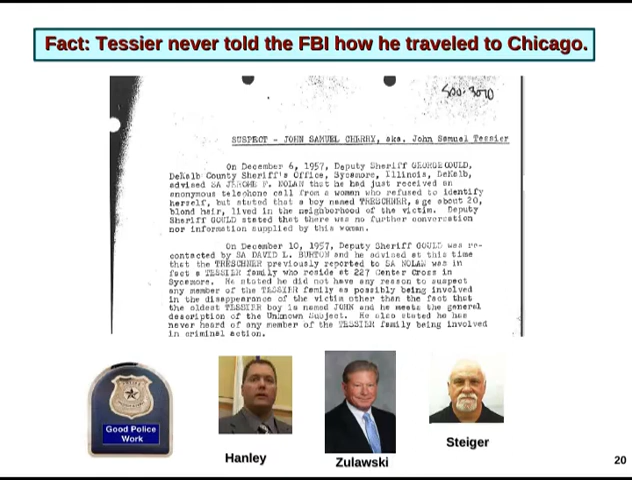 Fact: Tessier never told the FBI how he traveled to Chicago.
SUSPECT - JOHN SAMUEL CHERRY, aka. John Samuel Tessier
On December 6, 1957, Deputy Sheriff GEORGE GOULD,
DeKalb County Sheriff's Office, Sycamore, Illinois, DeKalb,
advised SA JEROME F. NOLAN that he had just received an
anonymous telephone call from a woman who refused to identify
herself, but stated that a boy named TRESCHNER, age about 20,
blond hair, lived in the neighborhood of the victim. Deputy
Sheriff GOULD stated that there was no further conversation
nor information supplied by this woman.
On December 10, 1957, Deputy Sheriff GOULD was re-
contacted by SA DAVID L. BURTON and he advised at this time
that the TRESCHNER previously reported to SA NOLAN was in
fact a TESSIER family who reside at 227 Center Cross in
Sycamore. He stated he did not have any reason to suspect
any member of the TESSIER family as possibly being involved
in the disappearance of the victim other than the fact that
the oldest TESSIER boy is named JOHN and he meets the general
description of the Unknown Subject. He also stated he has
never heard of any member of the TESSIER family being involved
in criminal action.
Good Police
Work
Hanley
Zulawski
Steiger
20